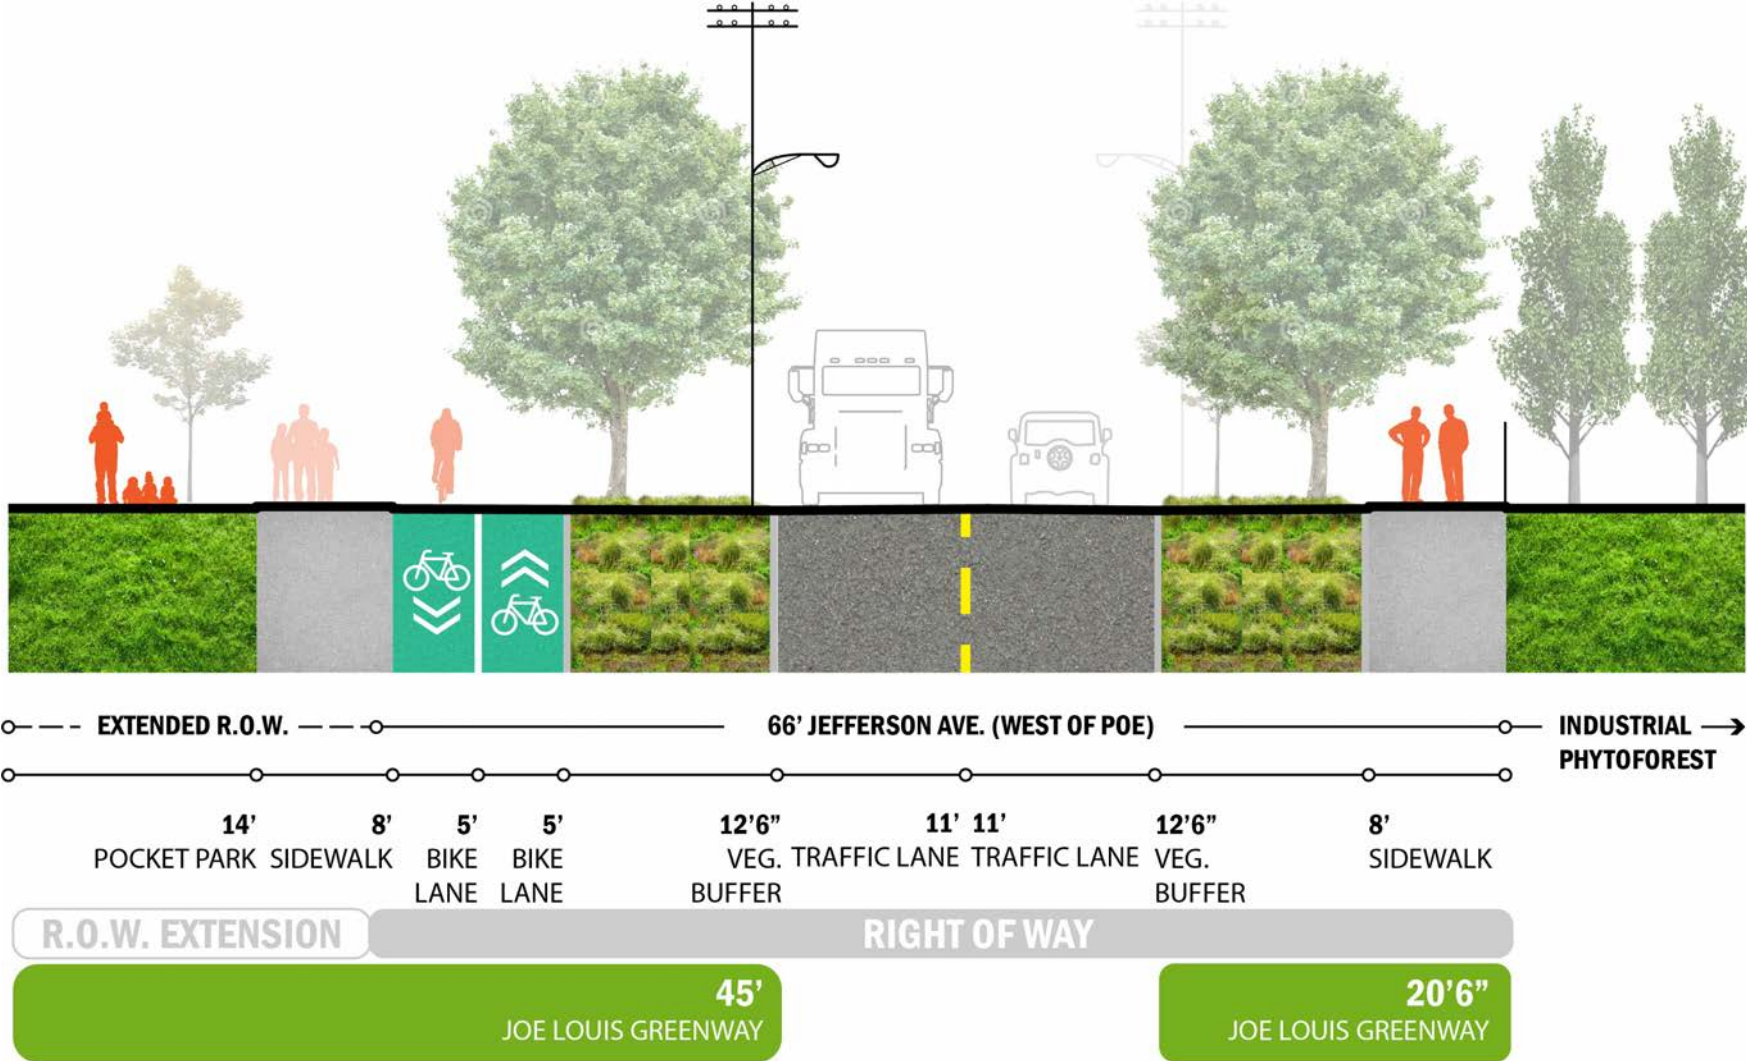 EXTENDED R.O.W.
66’ JEFFERSON AVE. (WEST OF POE)
INDUSTRIAL
PHYTOFOREST
14’
POCKET PARK
8’
SIDEWALK
5’
BIKE
LANE
5’
BIKE
LANE
12’6”
VEG.
BUFFER
11’
TRAFFIC LANE
11’
TRAFFIC LANE
12’6”
VEG.
BUFFER
8’
SIDEWALK
R.O.W. EXTENSION
RIGHT OF WAY
45’
JOE LOUIS GREENWAY
20’6”
JOE LOUIS GREENWAY